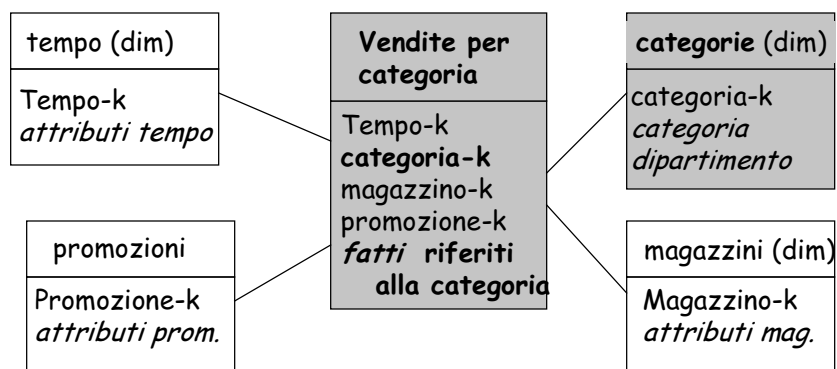 tempo (dim)
Tempo-k
attributi tempo
Vendite per
categoria
Tempo-k
categoria-k
magazzino-k
promozione-k
fatti riferiti
alla categoria
categorie (dim)
categoria-k
categoria
dipartimento
promozioni
Promozione-k
attributi prom.
magazzini (dim)
Magazzino-k
attributi mag.